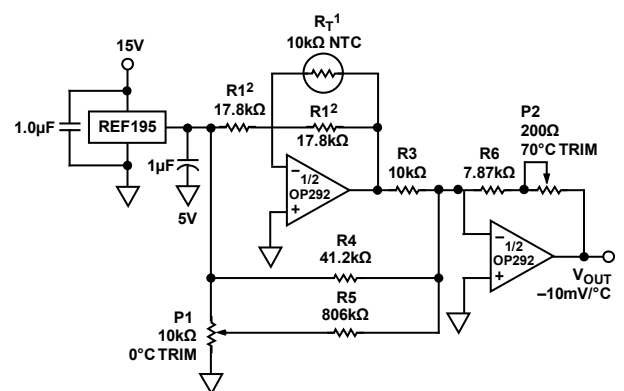 R_T¹
10kΩ NTC
15V
R1²
17.8kΩ
R1²
17.8kΩ
P2
200Ω
70°C TRIM
1.0µF
REF195
1µF
5V
R3
10kΩ
R6
7.87kΩ
–
1/2
OP292
+
R4
41.2kΩ
–
1/2
OP292
+
V_OUT
–10mV/°C
R5
806kΩ
P1
10kΩ
0°C TRIM